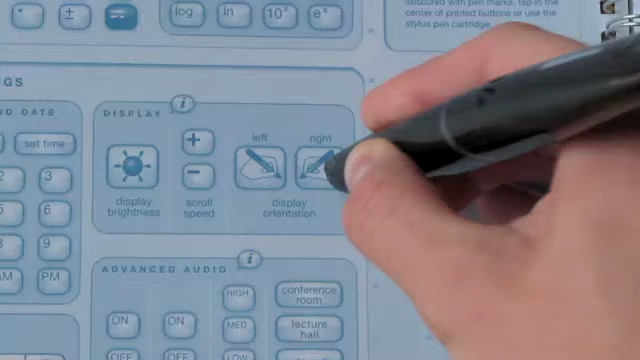 log ln 10ˣ eˣ
±
obscured with pen marks, tap in the
center of printed buttons or use the
stylus pen cartridge.
NGS
ND DATE
set time
2 3
5 6
8 9
AM PM
DISPLAY i
+
−
left right
display
brightness
scroll
speed
display
orientation
ADVANCED AUDIO i
ON ON
OFF OFF
HIGH
MED
LOW
conference
room
lecture
hall